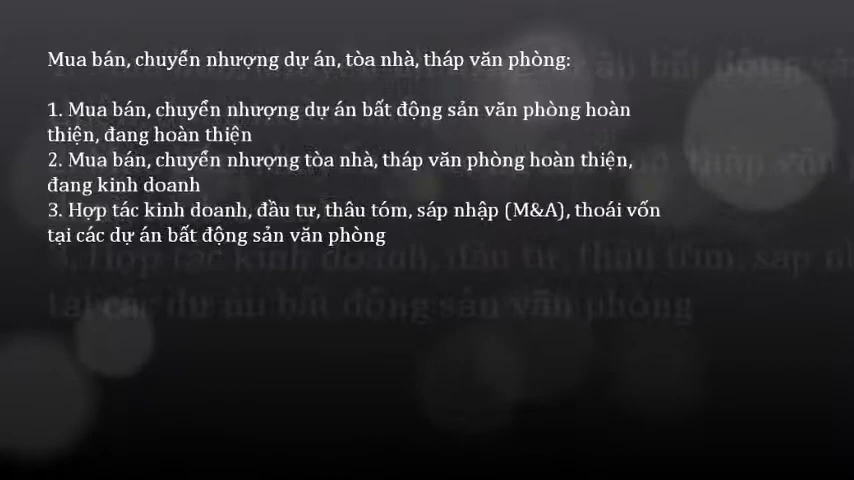 Mua bán, chuyển nhượng dự án, tòa nhà, tháp văn phòng:
1. Mua bán, chuyển nhượng dự án bất động sản văn phòng hoàn
thiện, đang hoàn thiện
2. Mua bán, chuyển nhượng tòa nhà, tháp văn phòng hoàn thiện,
đang kinh doanh
3. Hợp tác kinh doanh, đầu tư, thâu tóm, sáp nhập (M&A), thoái vốn
tại các dự án bất động sản văn phòng